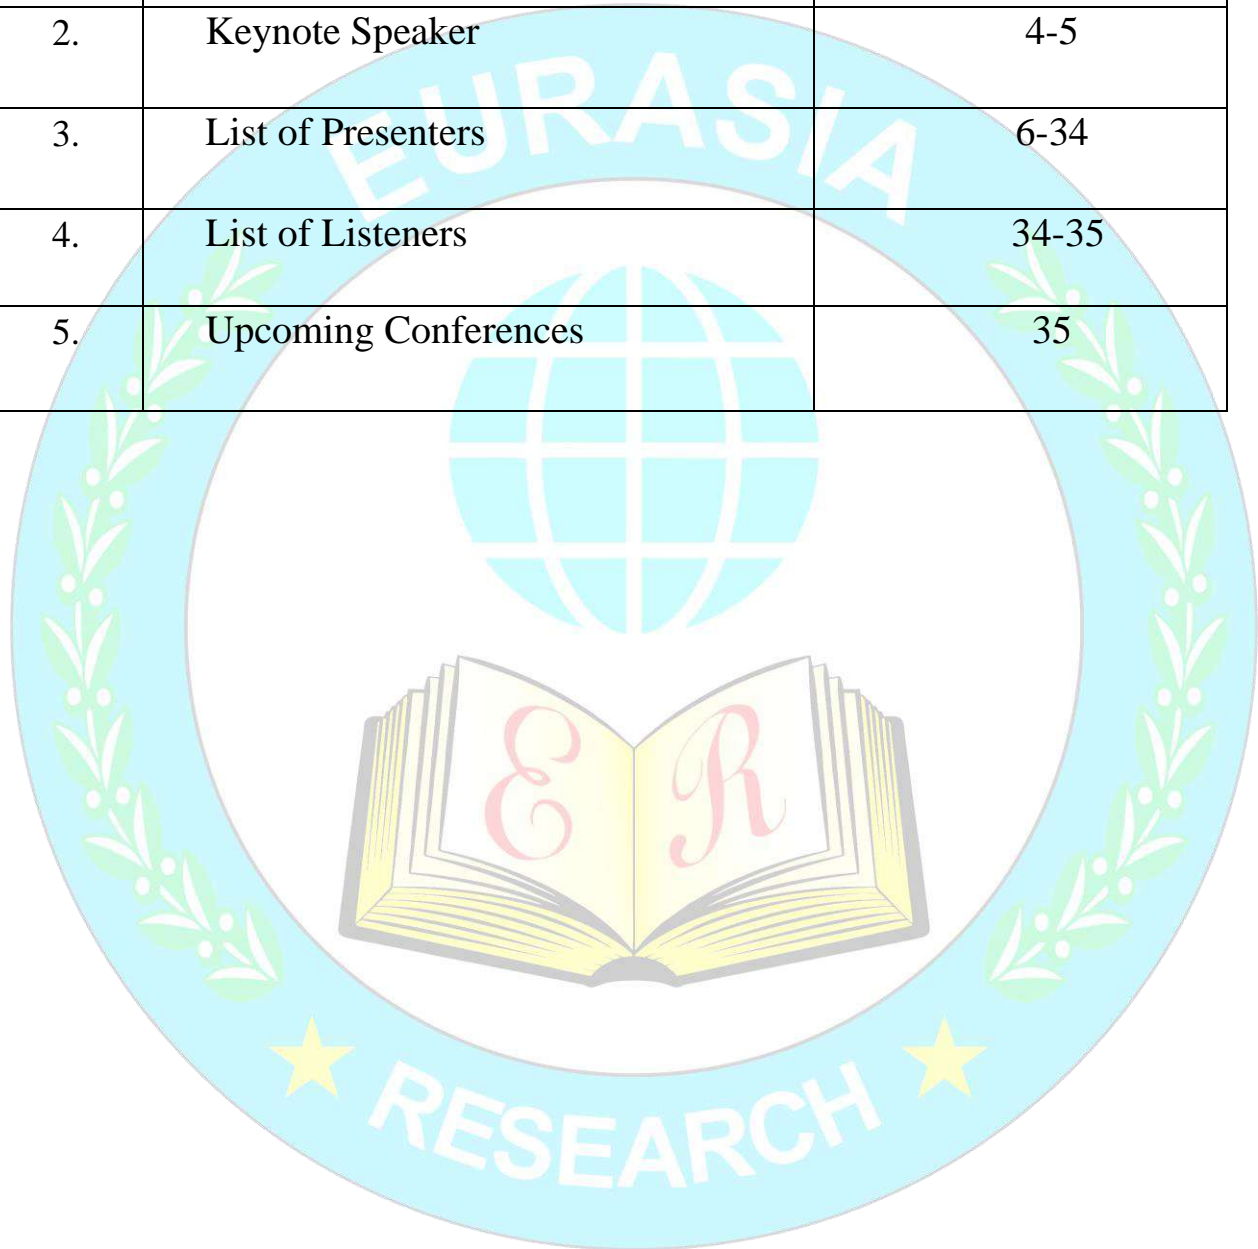 2. Keynote Speaker 4-5
3. List of Presenters 6-34
4. List of Listeners 34-35
5. Upcoming Conferences 35
EURASIA
E R
RESEARCH